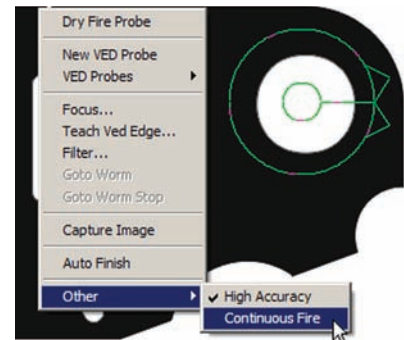 Dry Fire Probe
New VED Probe
VED Probes
Focus...
Teach Ved Edge...
Filter...
Goto Worm
Goto Worm Stop
Capture Image
Auto Finish
Other
High Accuracy
Continuous Fire